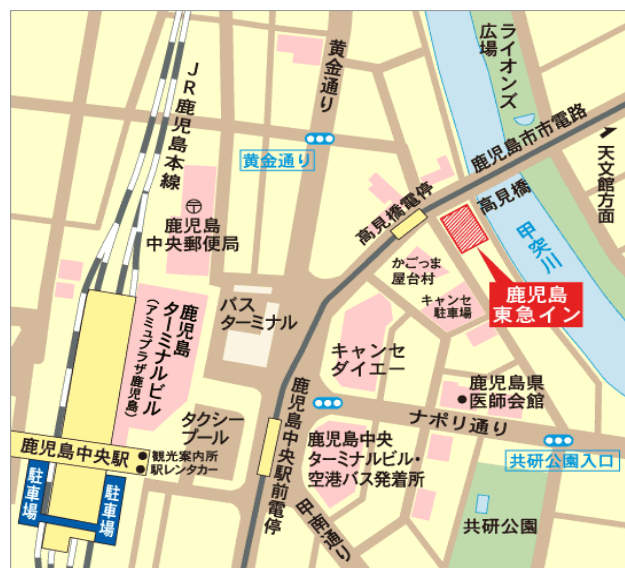 ライオンズ
広場
黄金通り
JR鹿児島本線
鹿児島市市電路
天文館方面
黄金通り
高見橋
高見橋電停
甲突川
鹿児島
中央郵便局
かごっま
屋台村
キャンセ
駐車場
鹿児島
東急イン
バス
ターミナル
鹿児島
ターミナルビル
(アミュプラザ鹿児島)
キャンセ
ダイエー
鹿児島県
医師会館
鹿児島中央駅前電停
タクシー
プール
ナポリ通り
鹿児島中央駅
観光案内所
駅レンタカー
鹿児島中央
ターミナルビル・
空港バス発着所
共研公園入口
駐車場
駐車場
甲南通り
共研公園